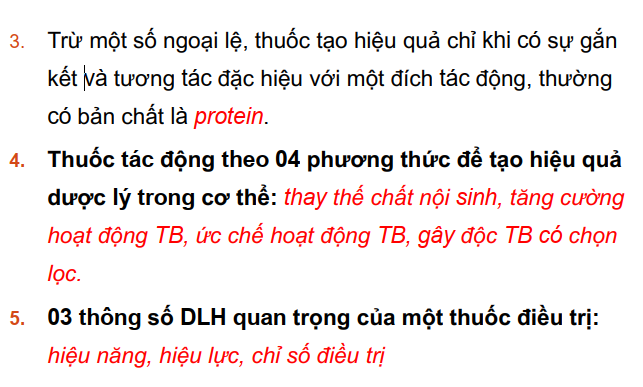 3. Trừ một số ngoại lệ, thuốc tạo hiệu quả chỉ khi có sự gắn
kết và tương tác đặc hiệu với một đích tác động, thường
có bản chất là protein.
4. Thuốc tác động theo 04 phương thức để tạo hiệu quả
dược lý trong cơ thể: thay thế chất nội sinh, tăng cường
hoạt động TB, ức chế hoạt động TB, gây độc TB có chọn
lọc.
5. 03 thông số DLH quan trọng của một thuốc điều trị:
hiệu năng, hiệu lực, chỉ số điều trị